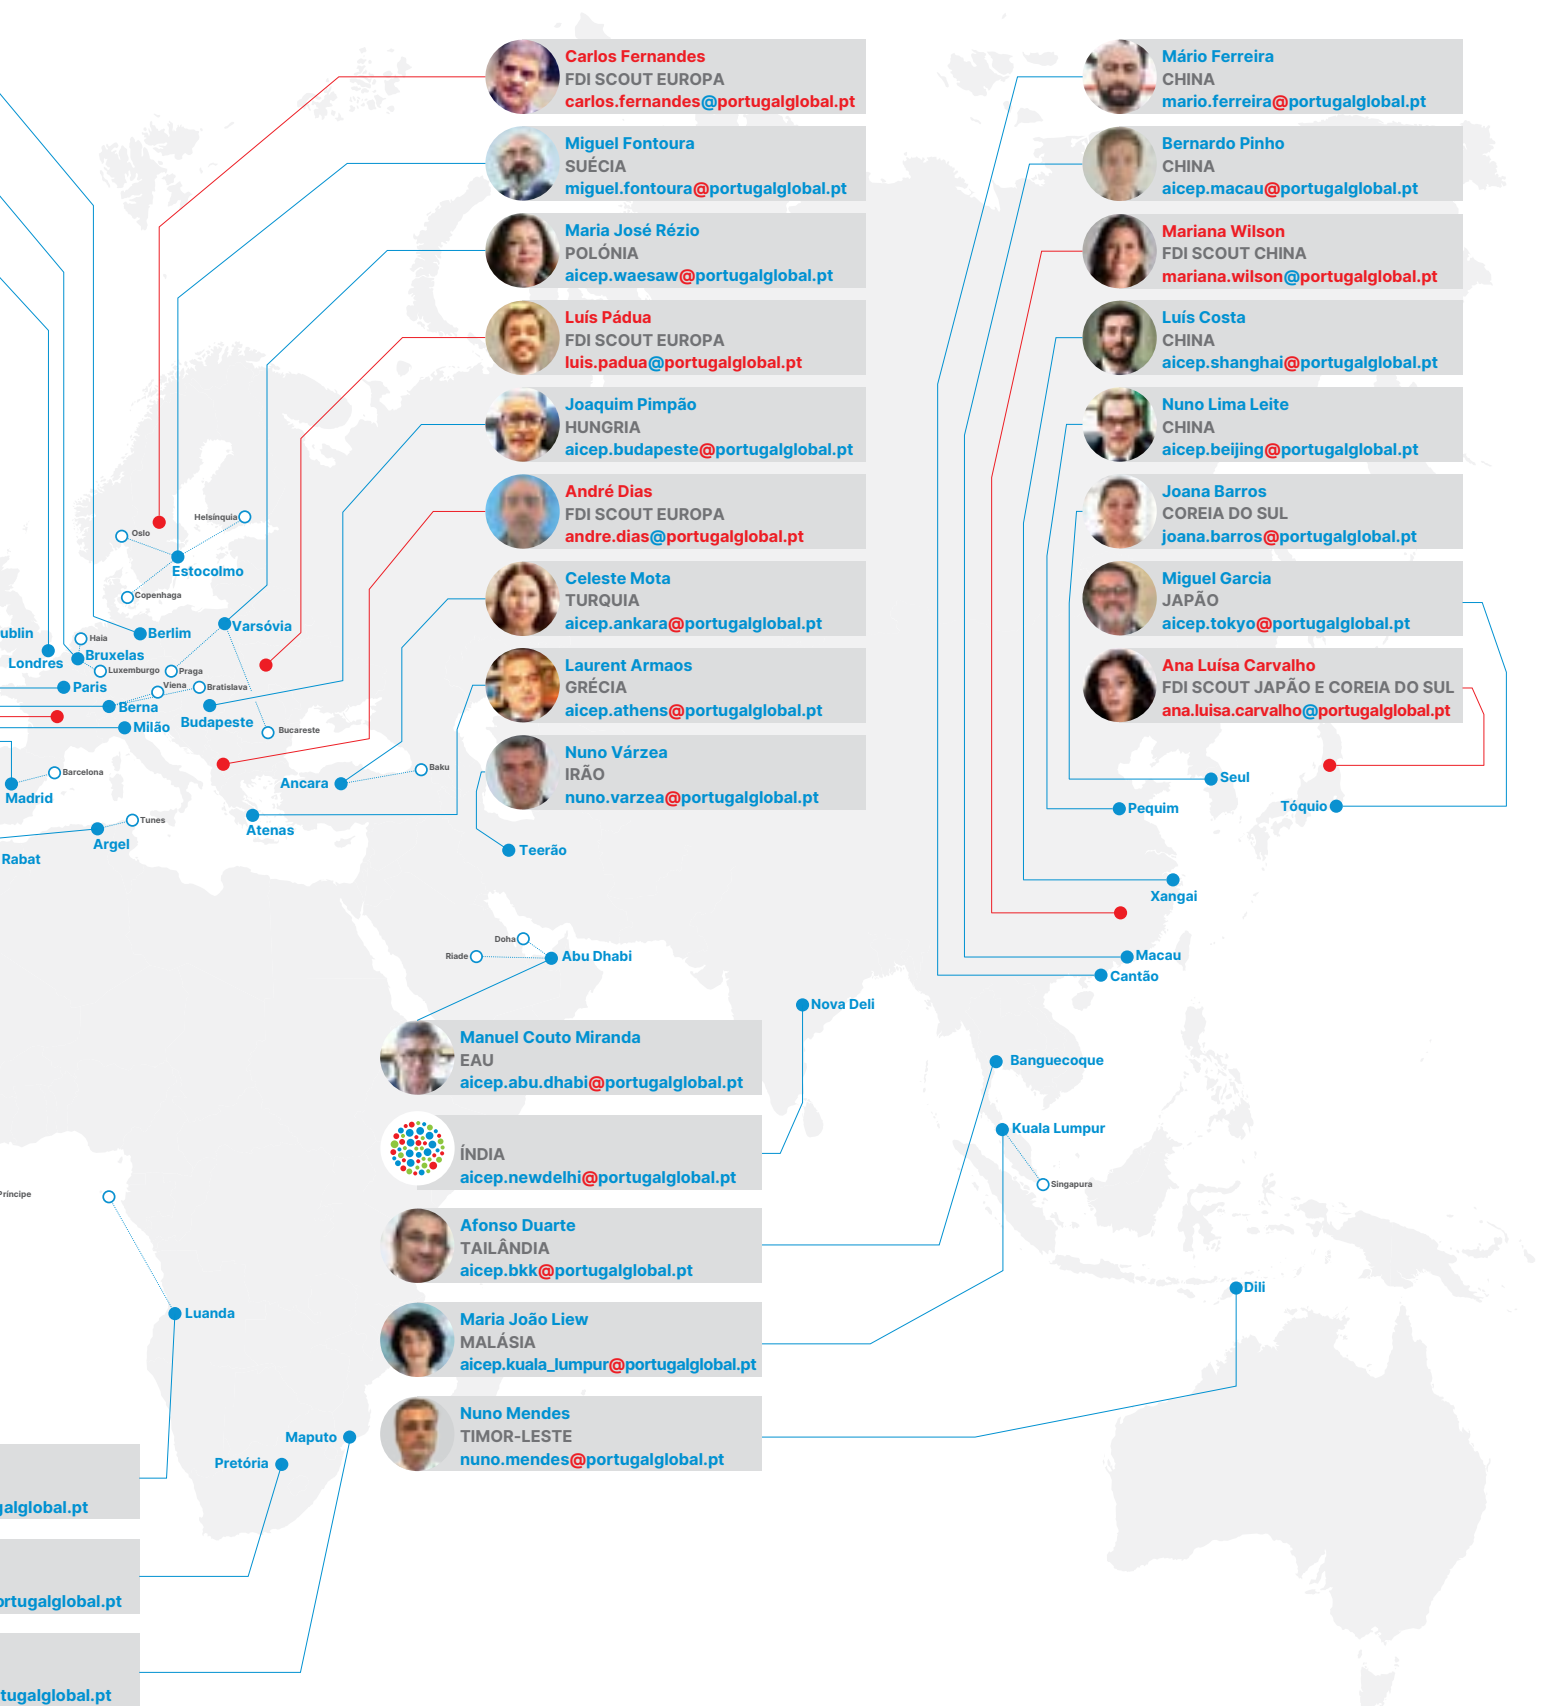 Carlos Fernandes
FDI SCOUT EUROPA
carlos.fernandes@portugalglobal.pt
Miguel Fontoura
SUÉCIA
miguel.fontoura@portugalglobal.pt
Maria José Rézio
POLÓNIA
aicep.waesaw@portugalglobal.pt
Luís Pádua
FDI SCOUT EUROPA
luis.padua@portugalglobal.pt
Joaquim Pimpão
HUNGRIA
aicep.budapeste@portugalglobal.pt
André Dias
FDI SCOUT EUROPA
andre.dias@portugalglobal.pt
Celeste Mota
TURQUIA
aicep.ankara@portugalglobal.pt
Laurent Armaos
GRÉCIA
aicep.athens@portugalglobal.pt
Nuno Várzea
IRÃO
nuno.varzea@portugalglobal.pt
Mário Ferreira
CHINA
mario.ferreira@portugalglobal.pt
Bernardo Pinho
CHINA
aicep.macau@portugalglobal.pt
Mariana Wilson
FDI SCOUT CHINA
mariana.wilson@portugalglobal.pt
Luís Costa
CHINA
aicep.shanghai@portugalglobal.pt
Nuno Lima Leite
CHINA
aicep.beijing@portugalglobal.pt
Joana Barros
COREIA DO SUL
joana.barros@portugalglobal.pt
Miguel Garcia
JAPÃO
aicep.tokyo@portugalglobal.pt
Ana Luísa Carvalho
FDI SCOUT JAPÃO E COREIA DO SUL
ana.luisa.carvalho@portugalglobal.pt
Helsínquia
Oslo
Estocolmo
Copenhaga
ublin
Haia
Berlim
Varsóvia
Londres
Bruxelas
Luxemburgo
Praga
Paris
Viena
Bratislava
Berna
Milão
Budapeste
Bucareste
Barcelona
Madrid
Ancara
Baku
Tunes
Argel
Atenas
Rabat
Teerão
Seul
Pequim
Tóquio
Xangai
Macau
Cantão
Doha
Riade
Abu Dhabi
Nova Deli
Banguecoque
Kuala Lumpur
Singapura
Dili
Príncipe
Luanda
Maputo
Pretória
Manuel Couto Miranda
EAU
aicep.abu.dhabi@portugalglobal.pt
ÍNDIA
aicep.newdelhi@portugalglobal.pt
Afonso Duarte
TAILÂNDIA
aicep.bkk@portugalglobal.pt
Maria João Liew
MALÁSIA
aicep.kuala_lumpur@portugalglobal.pt
Nuno Mendes
TIMOR-LESTE
nuno.mendes@portugalglobal.pt
galglobal.pt
ortugalglobal.pt
tugalglobal.pt